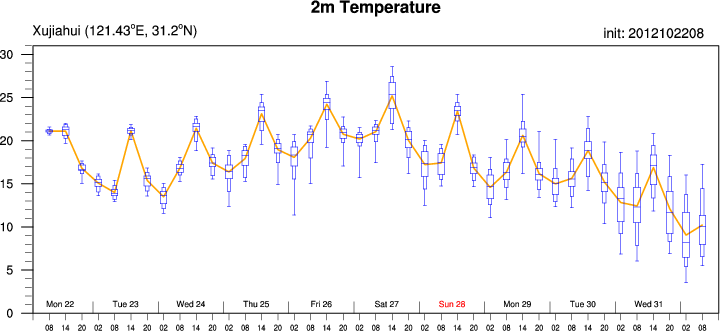 2m Temperature
Xujiahui (121.43°E, 31.2°N)
init: 2012102208
30
25
20
15
10
5
0
Mon 22 Tue 23 Wed 24 Thu 25 Fri 26 Sat 27 Sun 28 Mon 29 Tue 30 Wed 31
08 14 20 02 08 14 20 02 08 14 20 02 08 14 20 02 08 14 20 02 08 14 20 02 08 14 20 02 08 14 20 02 08 14 20 02 08 14 20 02 08